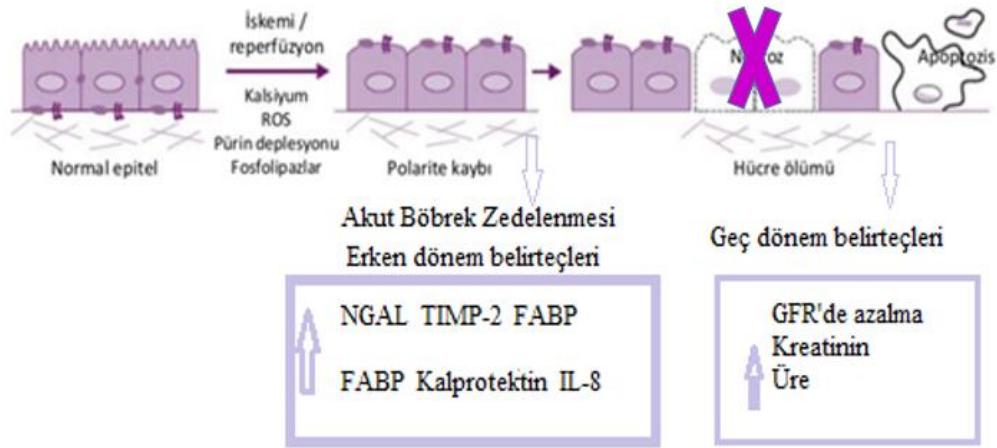 İskemi /
reperfüzyon
Kalsiyum
ROS
Pürin deplesyonu
Fosfolipazlar
Normal epitel
Polarite kaybı
Apoptozis
Hücre ölümü
Akut Böbrek Zedelenmesi
Erken dönem belirteçleri
NGAL TIMP-2 FABP
FABP Kalprotektin IL-8
Geç dönem belirteçleri
GFR'de azalma
Kreatinin
Üre